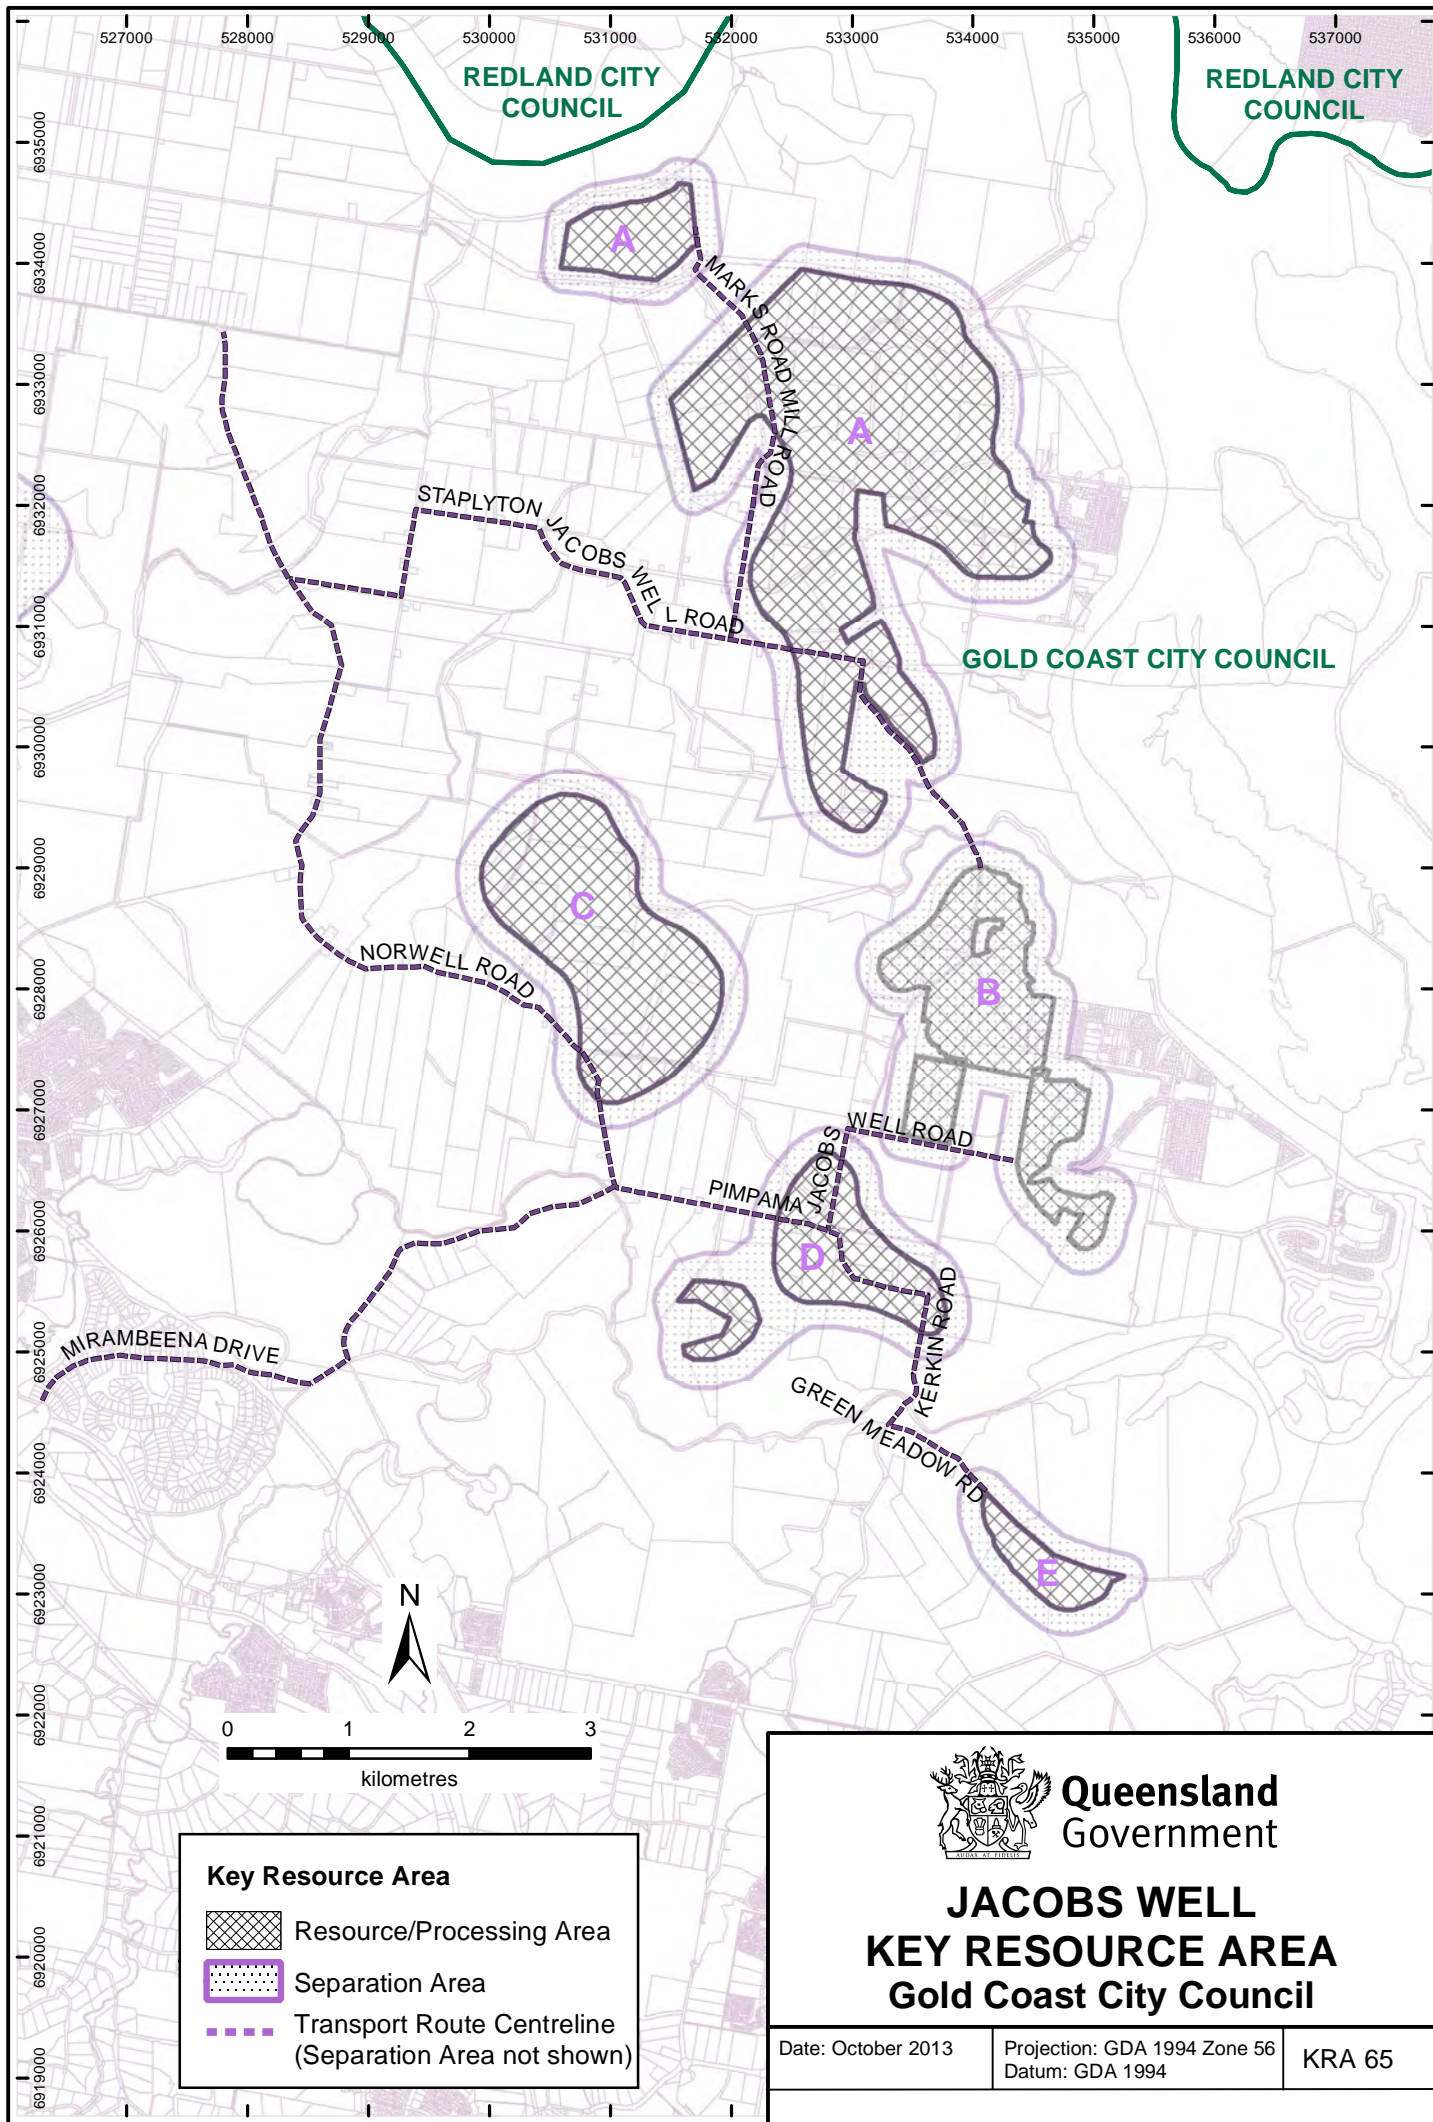 527000 528000 529000 530000 531000 532000 533000 534000 535000 536000 537000
REDLAND CITY
COUNCIL
REDLAND CITY
COUNCIL
6935000
6934000
6933000
6932000
6931000
6930000
6929000
6928000
6927000
6926000
6925000
6924000
6923000
6922000
6921000
6920000
6919000
A
MARKS ROAD
MILL ROAD
A
STAPLYTON JACOBS WELL ROAD
GOLD COAST CITY COUNCIL
C
NORWELL ROAD
B
PIMPAMA JACOBS WELL ROAD
D
KERKIN ROAD
MIRAMBEENA DRIVE
GREEN MEADOW RD
E
N
0 1 2 3
kilometres
Key Resource Area
Resource/Processing Area
Separation Area
Transport Route Centreline
(Separation Area not shown)
Queensland
Government
AUDAX AT FIDELIS
JACOBS WELL
KEY RESOURCE AREA
Gold Coast City Council
Date: October 2013
Projection: GDA 1994 Zone 56
Datum: GDA 1994
KRA 65